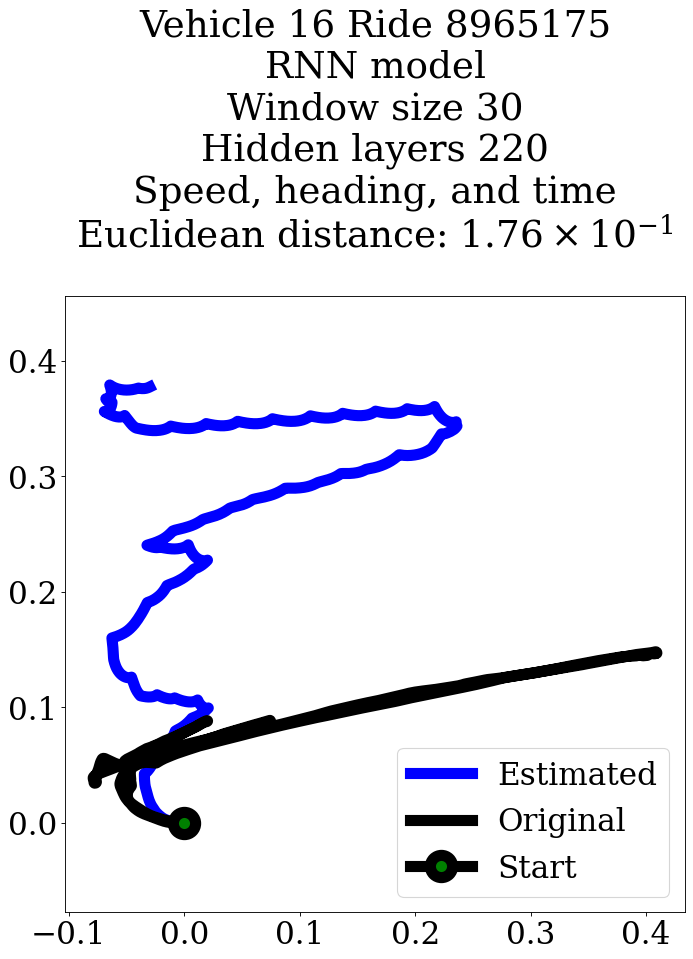 Vehicle 16 Ride 8965175
RNN model
Window size 30
Hidden layers 220
Speed, heading, and time
Euclidean distance: 1.76 × 10⁻¹
0.4
0.3
0.2
0.1
0.0
Estimated
Original
Start
−0.1 0.0 0.1 0.2 0.3 0.4